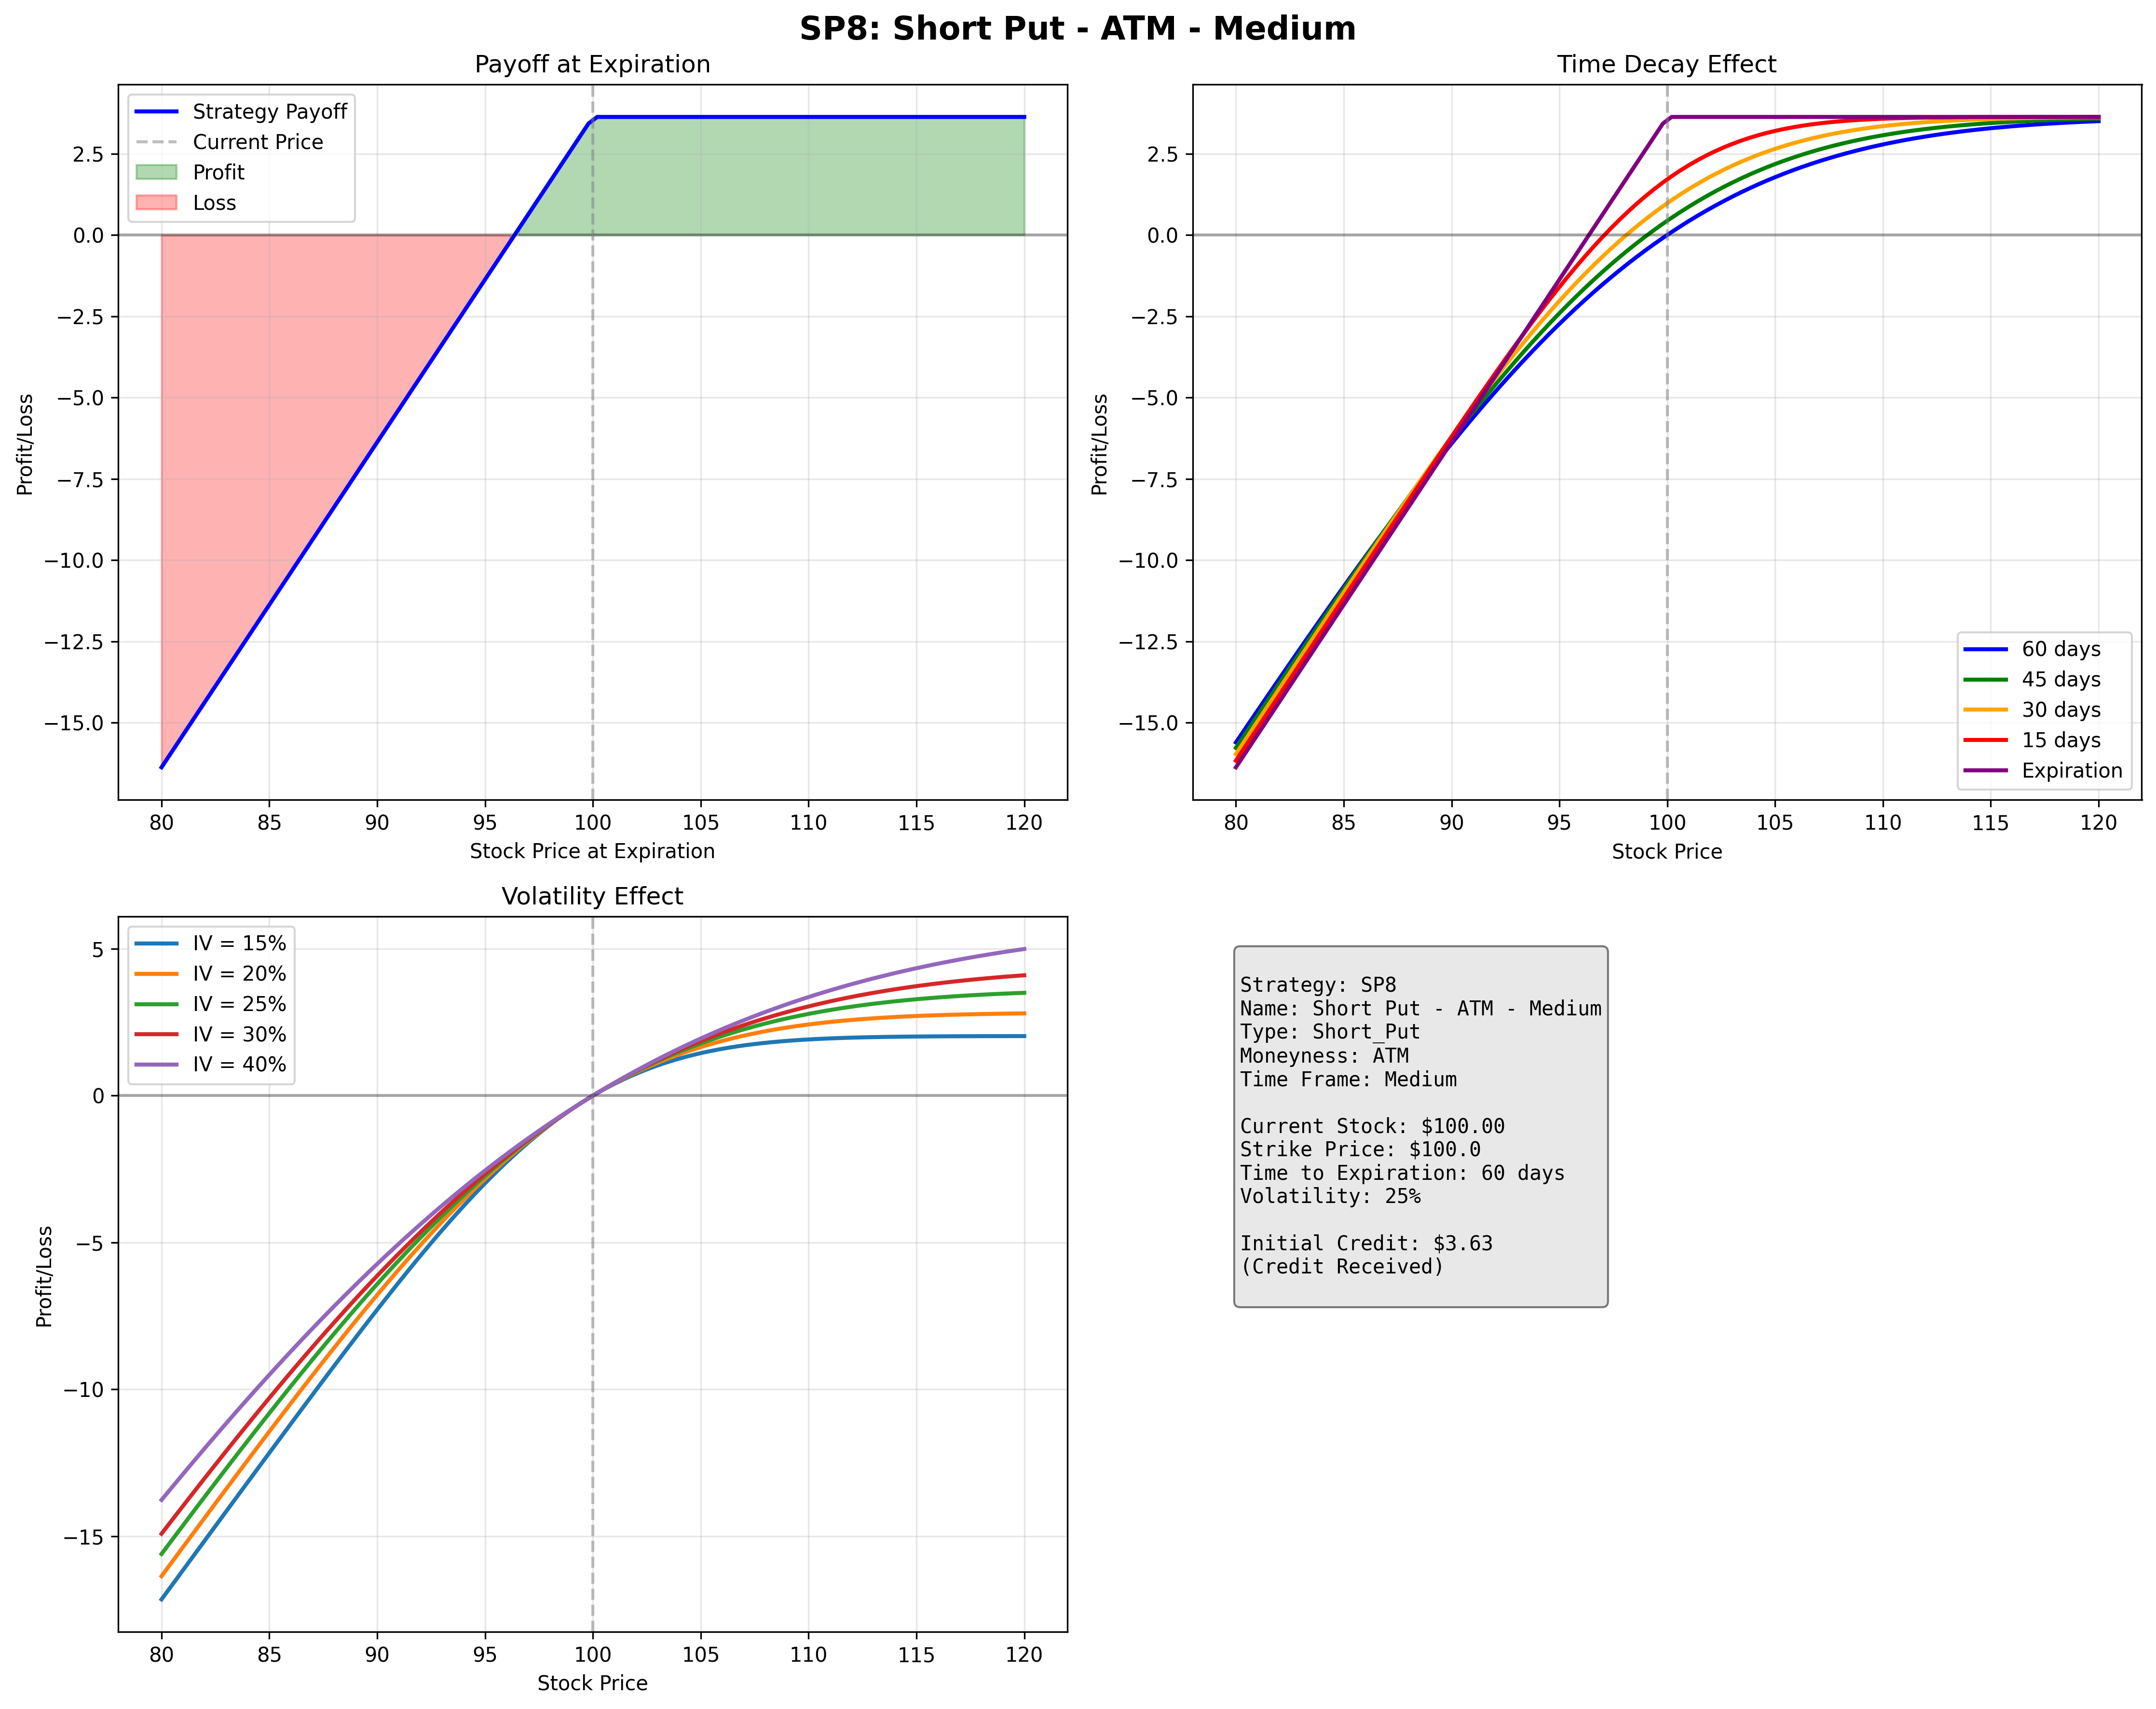 SP8: Short Put - ATM - Medium
Payoff at Expiration
Strategy Payoff
Current Price
Profit
Loss
Profit/Loss
2.5
0.0
−2.5
−5.0
−7.5
−10.0
−12.5
−15.0
80 85 90 95 100 105 110 115 120
Stock Price at Expiration
Time Decay Effect
Profit/Loss
2.5
0.0
−2.5
−5.0
−7.5
−10.0
−12.5
−15.0
60 days
45 days
30 days
15 days
Expiration
80 85 90 95 100 105 110 115 120
Stock Price
Volatility Effect
IV = 15%
IV = 20%
IV = 25%
IV = 30%
IV = 40%
Profit/Loss
5
0
−5
−10
−15
80 85 90 95 100 105 110 115 120
Stock Price
Strategy: SP8
Name: Short Put - ATM - Medium
Type: Short_Put
Moneyness: ATM
Time Frame: Medium
Current Stock: $100.00
Strike Price: $100.0
Time to Expiration: 60 days
Volatility: 25%
Initial Credit: $3.63
(Credit Received)